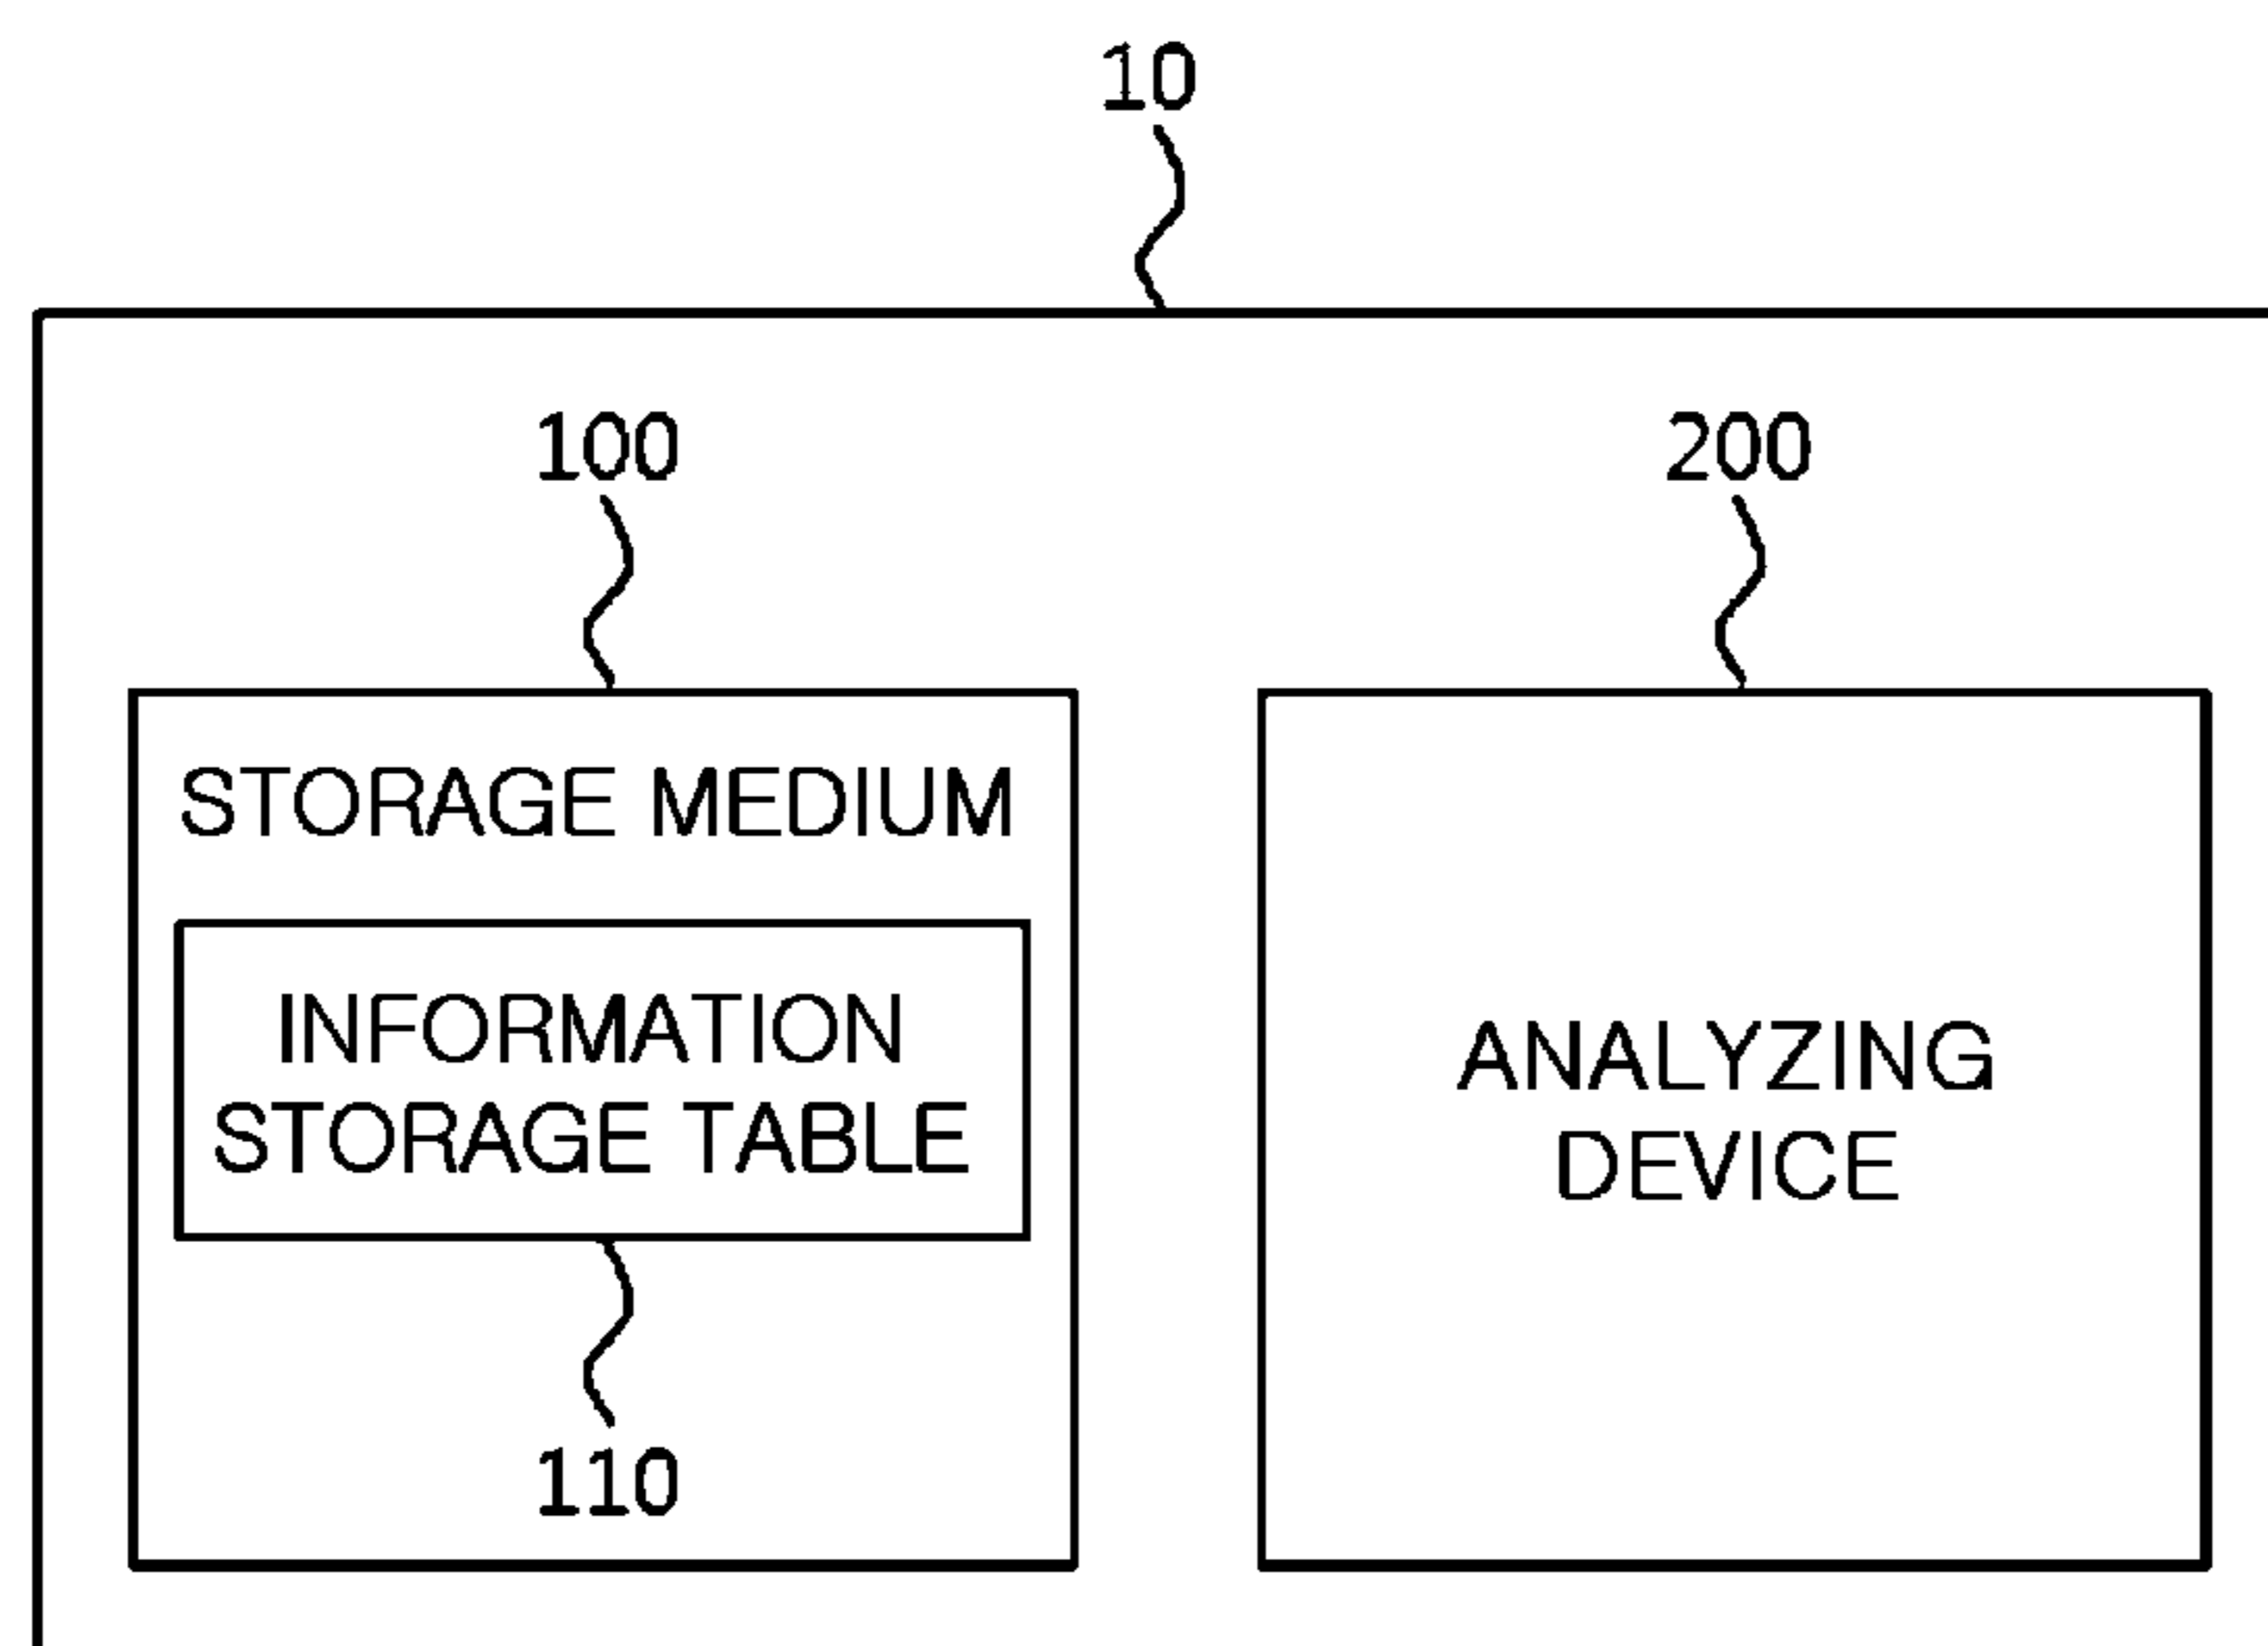 10
100
200
STORAGE MEDIUM
INFORMATION
STORAGE TABLE
110
ANALYZING
DEVICE